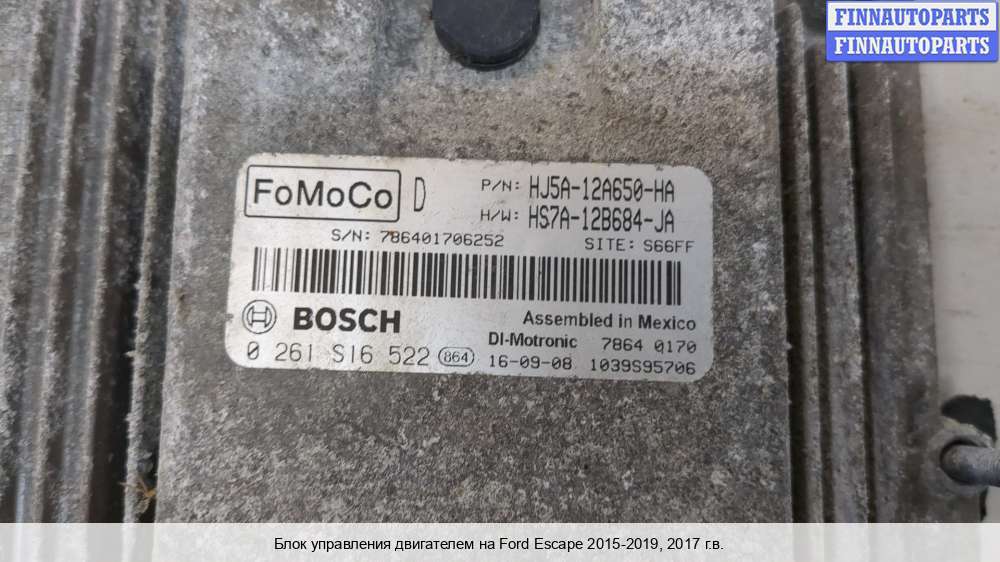 FINNAUTOPARTS
FINNAUTOPARTS
FoMoCo D P/N: HJ5A-12A650-HA
H/W: HS7A-12B684-JA
S/N: 786401706252 SITE: S66FF
BOSCH Assembled in Mexico
DI-Motronic 7864 0170
0 261 S16 522 864 16-09-08 1039S95706
Блок управления двигателем на Ford Escape 2015-2019, 2017 г.в.